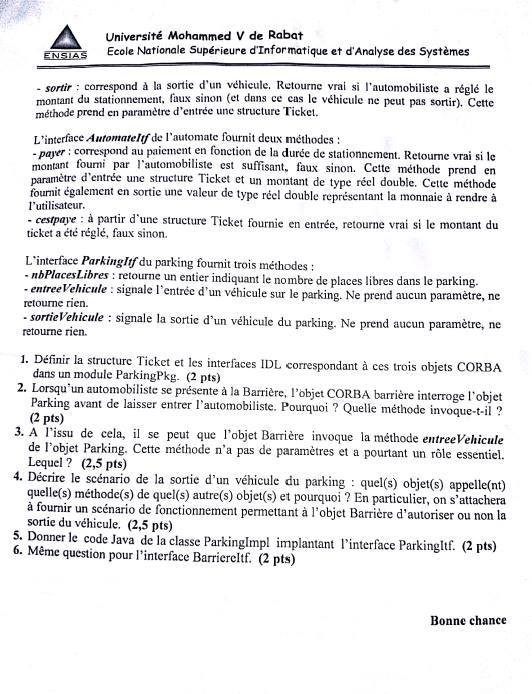 Université Mohammed V de Rabat
Ecole Nationale Supérieure d'Informatique et d'Analyse des Systèmes
ENSIAS
- sortir : correspond à la sortie d'un véhicule. Retourne vrai si l'automobiliste a réglé le
montant du stationnement, faux sinon (et dans ce cas le véhicule ne peut pas sortir). Cette
méthode prend en paramètre d'entrée une structure Ticket.
L'interface AutomateItf de l'automate fournit deux méthodes :
- payer : correspond au paiement en fonction de la durée de stationnement. Retourne vrai si le
montant fourni par l'automobiliste est suffisant, faux sinon. Cette méthode prend en
paramètre d'entrée une structure Ticket et un montant de type réel double. Cette méthode
fournit également en sortie une valeur de type réel double représentant la monnaie à rendre à
l'utilisateur.
- cestpaye : à partir d'une structure Ticket fournie en entrée, retourne vrai si le montant du
ticket a été réglé, faux sinon.
L'interface ParkingItf du parking fournit trois méthodes :
- nbPlacesLibres : retourne un entier indiquant le nombre de places libres dans le parking.
- entreeVehicule : signale l'entrée d'un véhicule sur le parking. Ne prend aucun paramètre, ne
retourne rien.
- sortieVehicule : signale la sortie d'un véhicule du parking. Ne prend aucun paramètre, ne
retourne rien.
1. Définir la structure Ticket et les interfaces IDL correspondant à ces trois objets CORBA
dans un module ParkingPkg. (2 pts)
2. Lorsqu'un automobiliste se présente à la Barrière, l'objet CORBA barrière interroge l'objet
Parking avant de laisser entrer l'automobiliste. Pourquoi ? Quelle méthode invoque-t-il ?
(2 pts)
3. A l'issu de cela, il se peut que l'objet Barrière invoque la méthode entreeVehicule
de l'objet Parking. Cette méthode n'a pas de paramètres et a pourtant un rôle essentiel.
Lequel ? (2,5 pts)
4. Décrire le scénario de la sortie d'un véhicule du parking : quel(s) objet(s) appelle(nt)
quelle(s) méthode(s) de quel(s) autre(s) objet(s) et pourquoi ? En particulier, on s'attachera
à fournir un scénario de fonctionnement permettant à l'objet Barrière d'autoriser ou non la
sortie du véhicule. (2,5 pts)
5. Donner le code Java de la classe ParkingImpl implantant l'interface ParkingItf. (2 pts)
6. Même question pour l'interface BarriereItf. (2 pts)
Bonne chance